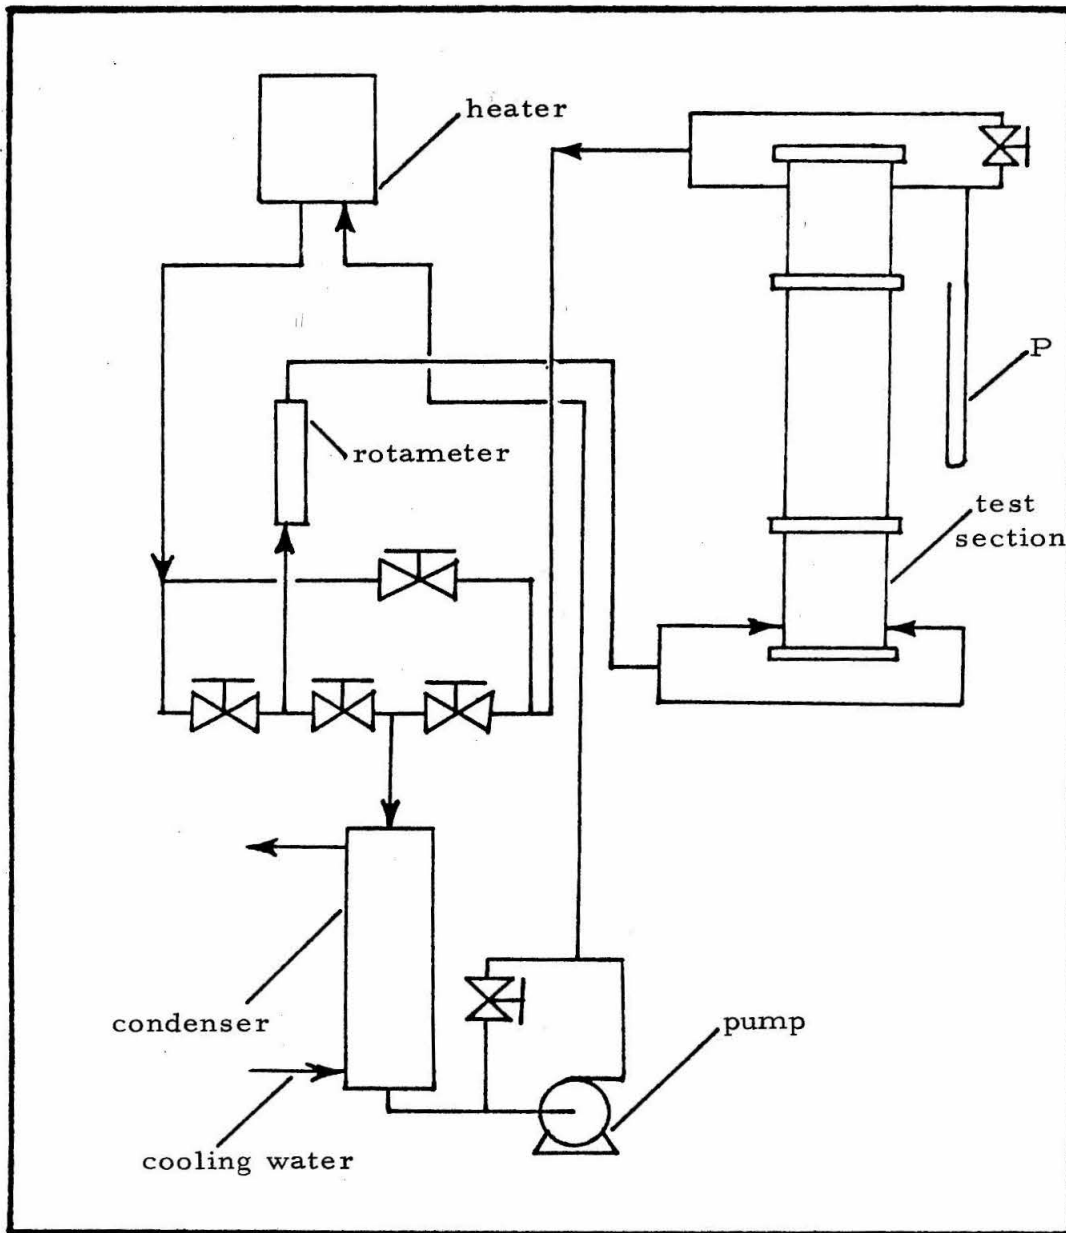 heater
P
rotameter
test
section
condenser
pump
cooling water